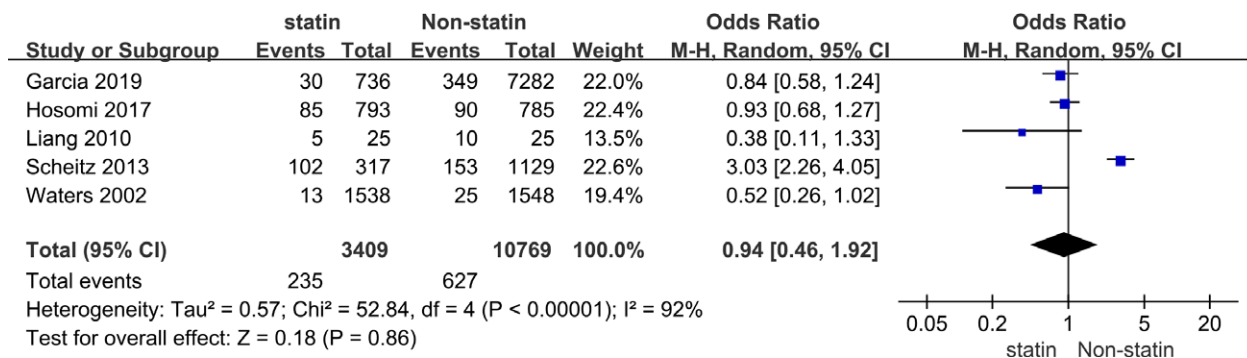 statin Non-statin Odds Ratio Odds Ratio
Study or Subgroup Events Total Events Total Weight M-H, Random, 95% CI M-H, Random, 95% CI
Garcia 2019 30 736 349 7282 22.0% 0.84 [0.58, 1.24]
Hosomi 2017 85 793 90 785 22.4% 0.93 [0.68, 1.27]
Liang 2010 5 25 10 25 13.5% 0.38 [0.11, 1.33]
Scheitz 2013 102 317 153 1129 22.6% 3.03 [2.26, 4.05]
Waters 2002 13 1538 25 1548 19.4% 0.52 [0.26, 1.02]
Total (95% CI) 3409 10769 100.0% 0.94 [0.46, 1.92]
Total events 235 627
Heterogeneity: Tau² = 0.57; Chi² = 52.84, df = 4 (P < 0.00001); I² = 92%
Test for overall effect: Z = 0.18 (P = 0.86)
0.05 0.2 1 5 20
statin Non-statin